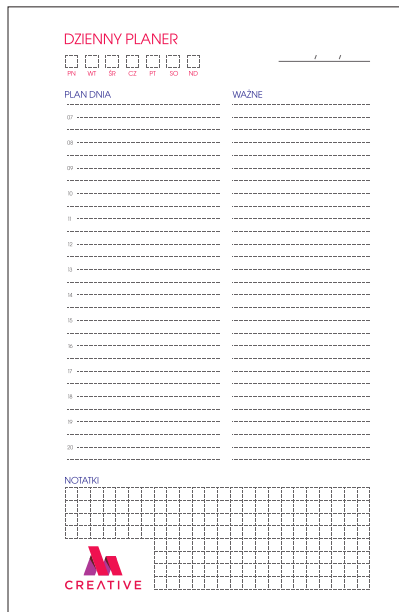 DZIENNY PLANER
/ /
PN WT ŚR CZ PT SO ND
PLAN DNIA
WAŻNE
07
08
09
10
11
12
13
14
15
16
17
18
19
20
NOTATKI
CREATIVE